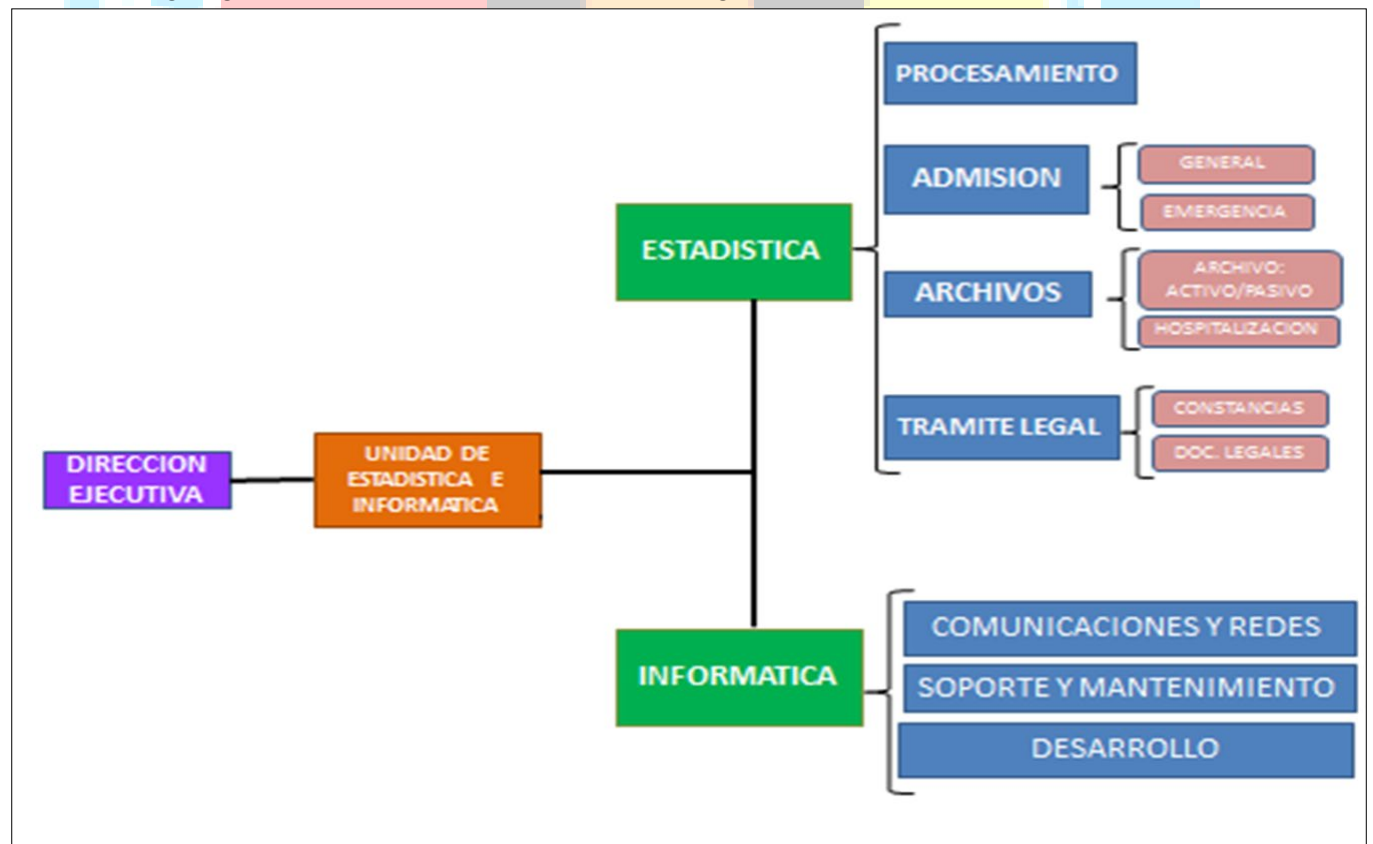 DIRECCION
EJECUTIVA
UNIDAD DE
ESTADISTICA E
INFORMATICA
ESTADISTICA
PROCESAMIENTO
ADMISION
GENERAL
EMERGENCIA
ARCHIVOS
ARCHIVO:
ACTIVO/PASIVO
HOSPITALIZACION
TRAMITE LEGAL
CONSTANCIAS
DOC. LEGALES
INFORMATICA
COMUNICACIONES Y REDES
SOPORTE Y MANTENIMIENTO
DESARROLLO